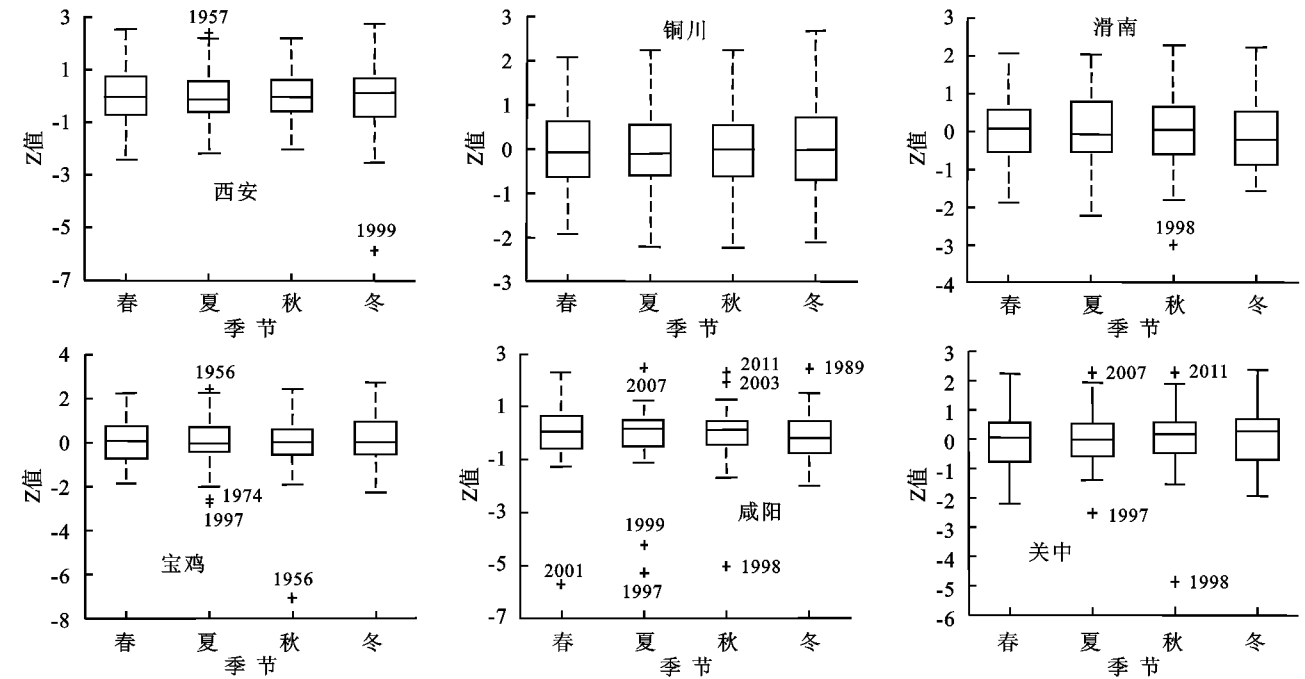 3
1
-1
-3
-5
-7
Z值
1957
1999
西安
春 夏 秋 冬
季 节
3
2
1
0
-1
-2
-3
Z值
铜川
春 夏 秋 冬
季 节
3
2
1
0
-1
-2
-3
-4
Z值
滑南
1998
春 夏 秋 冬
季 节
4
2
0
-2
-4
-6
-8
Z值
1956
1974
1997
1956
宝鸡
春 夏 秋 冬
季 节
3
1
-1
-3
-5
-7
Z值
2007
2011
2003
1989
咸阳
1999
2001
1997
1998
春 夏 秋 冬
季 节
3
2
1
0
-1
-2
-3
-4
-5
-6
Z值
2007
2011
1997
关中
1998
春 夏 秋 冬
季 节